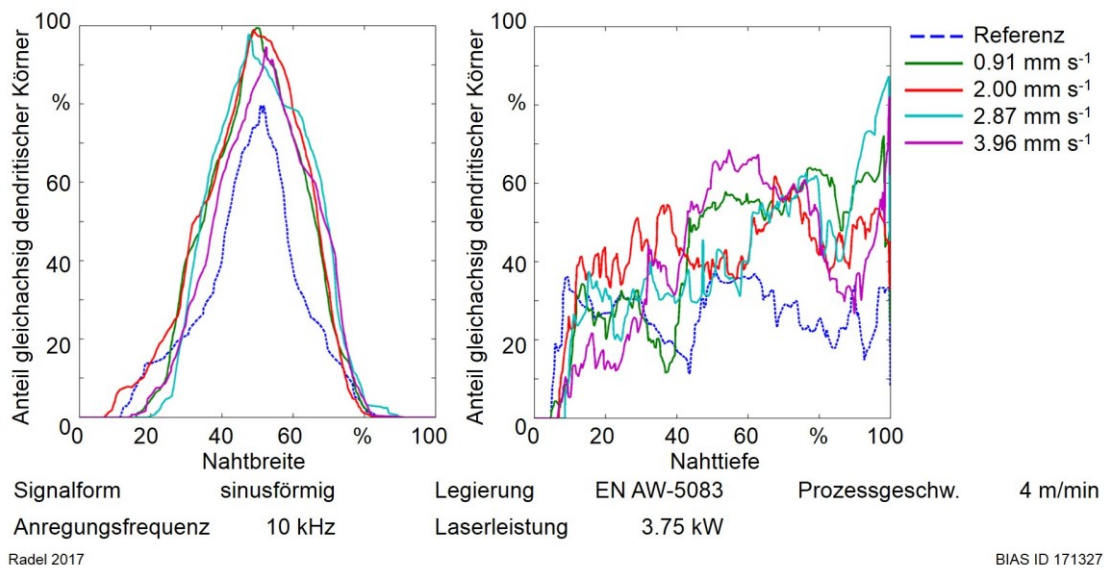 100
%
60
40
20
0
Anteil gleichachsig dendritischer Körner
0 20 40 60 % 100
Nahtbreite
100
%
60
40
20
0
Anteil gleichachsig dendritischer Körner
0 20 40 60 % 100
Nahttiefe
Referenz
0.91 mm s-1
2.00 mm s-1
2.87 mm s-1
3.96 mm s-1
Signalform sinusförmig Legierung EN AW-5083 Prozessgeschw. 4 m/min
Anregungsfrequenz 10 kHz Laserleistung 3.75 kW
Radel 2017 BIAS ID 171327